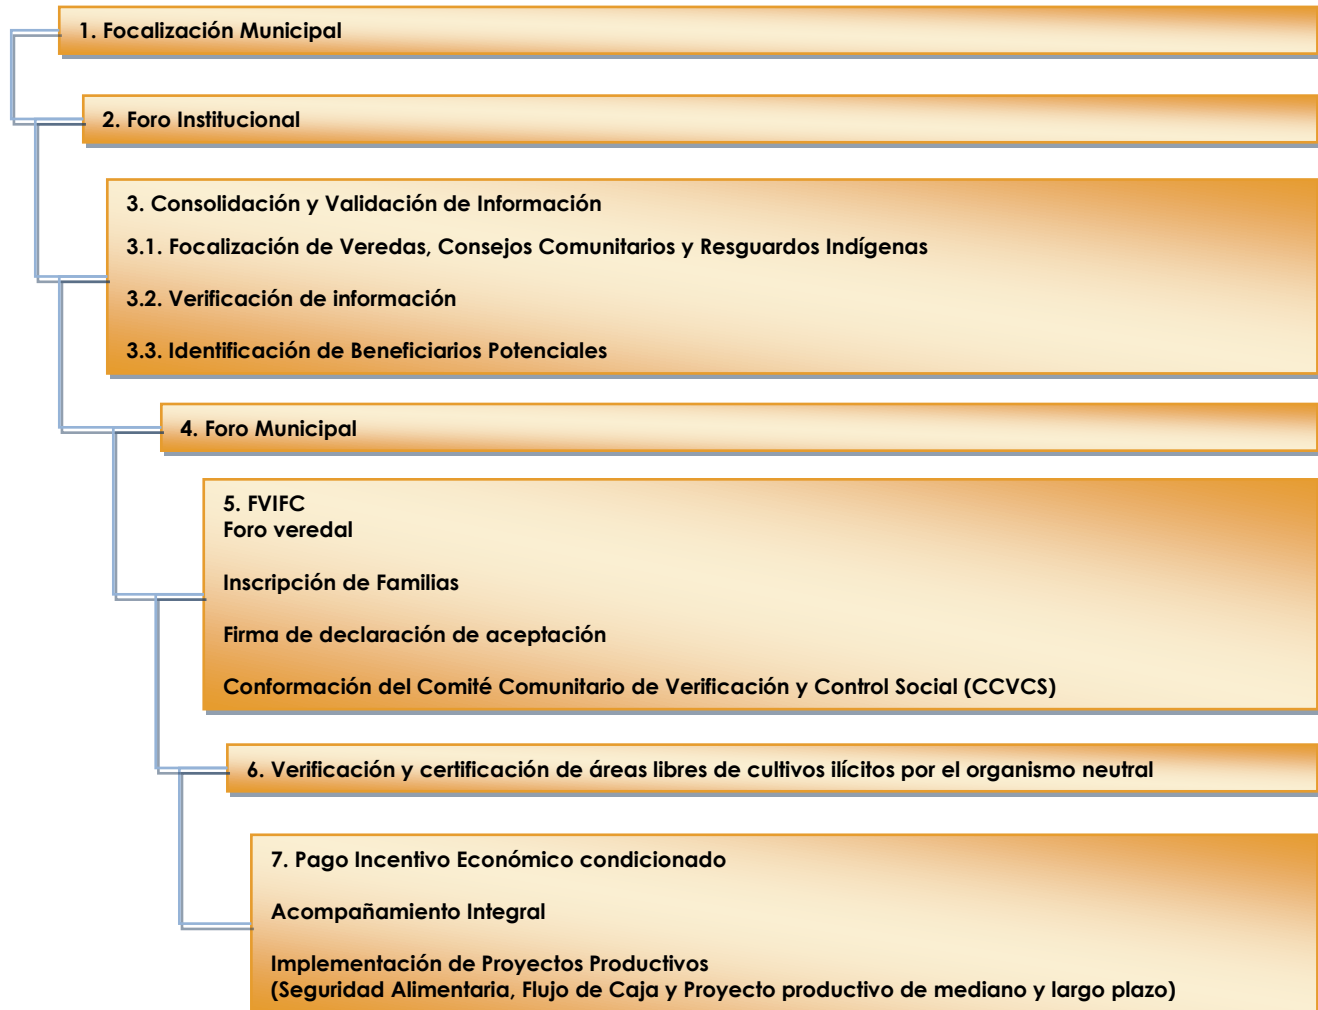 1. Focalización Municipal
2. Foro Institucional
3. Consolidación y Validación de Información
3.1. Focalización de Veredas, Consejos Comunitarios y Resguardos Indígenas
3.2. Verificación de información
3.3. Identificación de Beneficiarios Potenciales
4. Foro Municipal
5. FVIFC
Foro veredal
Inscripción de Familias
Firma de declaración de aceptación
Conformación del Comité Comunitario de Verificación y Control Social (CCVCS)
6. Verificación y certificación de áreas libres de cultivos ilícitos por el organismo neutral
7. Pago Incentivo Económico condicionado
Acompañamiento Integral
Implementación de Proyectos Productivos
(Seguridad Alimentaria, Flujo de Caja y Proyecto productivo de mediano y largo plazo)